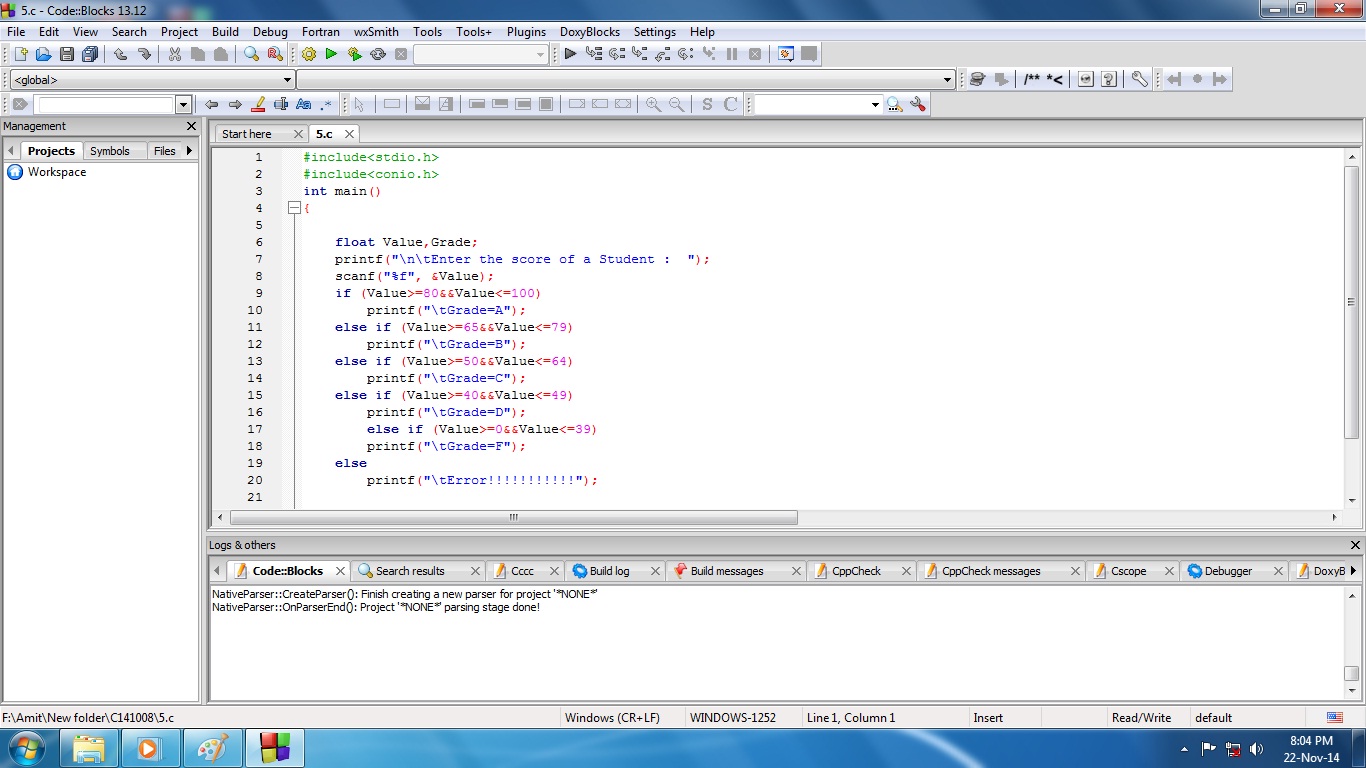 5.c - Code::Blocks 13.12
File Edit View Search Project Build Debug Fortran wxSmith Tools Tools+ Plugins DoxyBlocks Settings Help
<global>
/** *<
Aa .*
S C
Management
Projects Symbols Files
Workspace
Start here 5.c
1 #include<stdio.h>
2 #include<conio.h>
3 int main()
4 {
5
6 float Value,Grade;
7 printf("\n\tEnter the score of a Student :  ");
8 scanf("%f", &Value);
9 if (Value>=80&&Value<=100)
10 printf("\tGrade=A");
11 else if (Value>=65&&Value<=79)
12 printf("\tGrade=B");
13 else if (Value>=50&&Value<=64)
14 printf("\tGrade=C");
15 else if (Value>=40&&Value<=49)
16 printf("\tGrade=D");
17 else if (Value>=0&&Value<=39)
18 printf("\tGrade=F");
19 else
20 printf("\tError!!!!!!!!!!!");
21
Logs & others
Code::Blocks Search results Cccc Build log Build messages CppCheck CppCheck messages Cscope Debugger DoxyB
NativeParser::CreateParser(): Finish creating a new parser for project '*NONE*'
NativeParser::OnParserEnd(): Project '*NONE*' parsing stage done!
F:\Amit\New folder\C141008\5.c Windows (CR+LF) WINDOWS-1252 Line 1, Column 1 Insert Read/Write default
8:04 PM
22-Nov-14